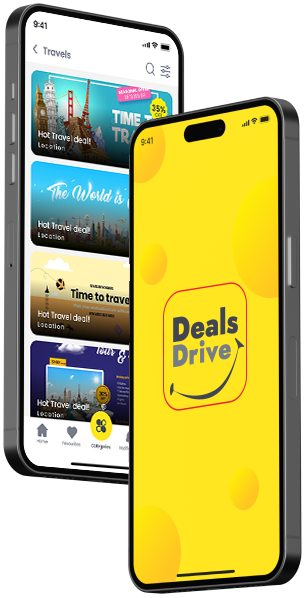 9:41
Travels
35%
TIME TO
TRA
Hot Travel deal!
Location
The World is
Hot Travel deal!
Location
Time to trave
Hot Travel deal!
Location
Tour &
Hot Travel deal!
Location
Home
Favourites
Categories
9:41
Deals
Drive